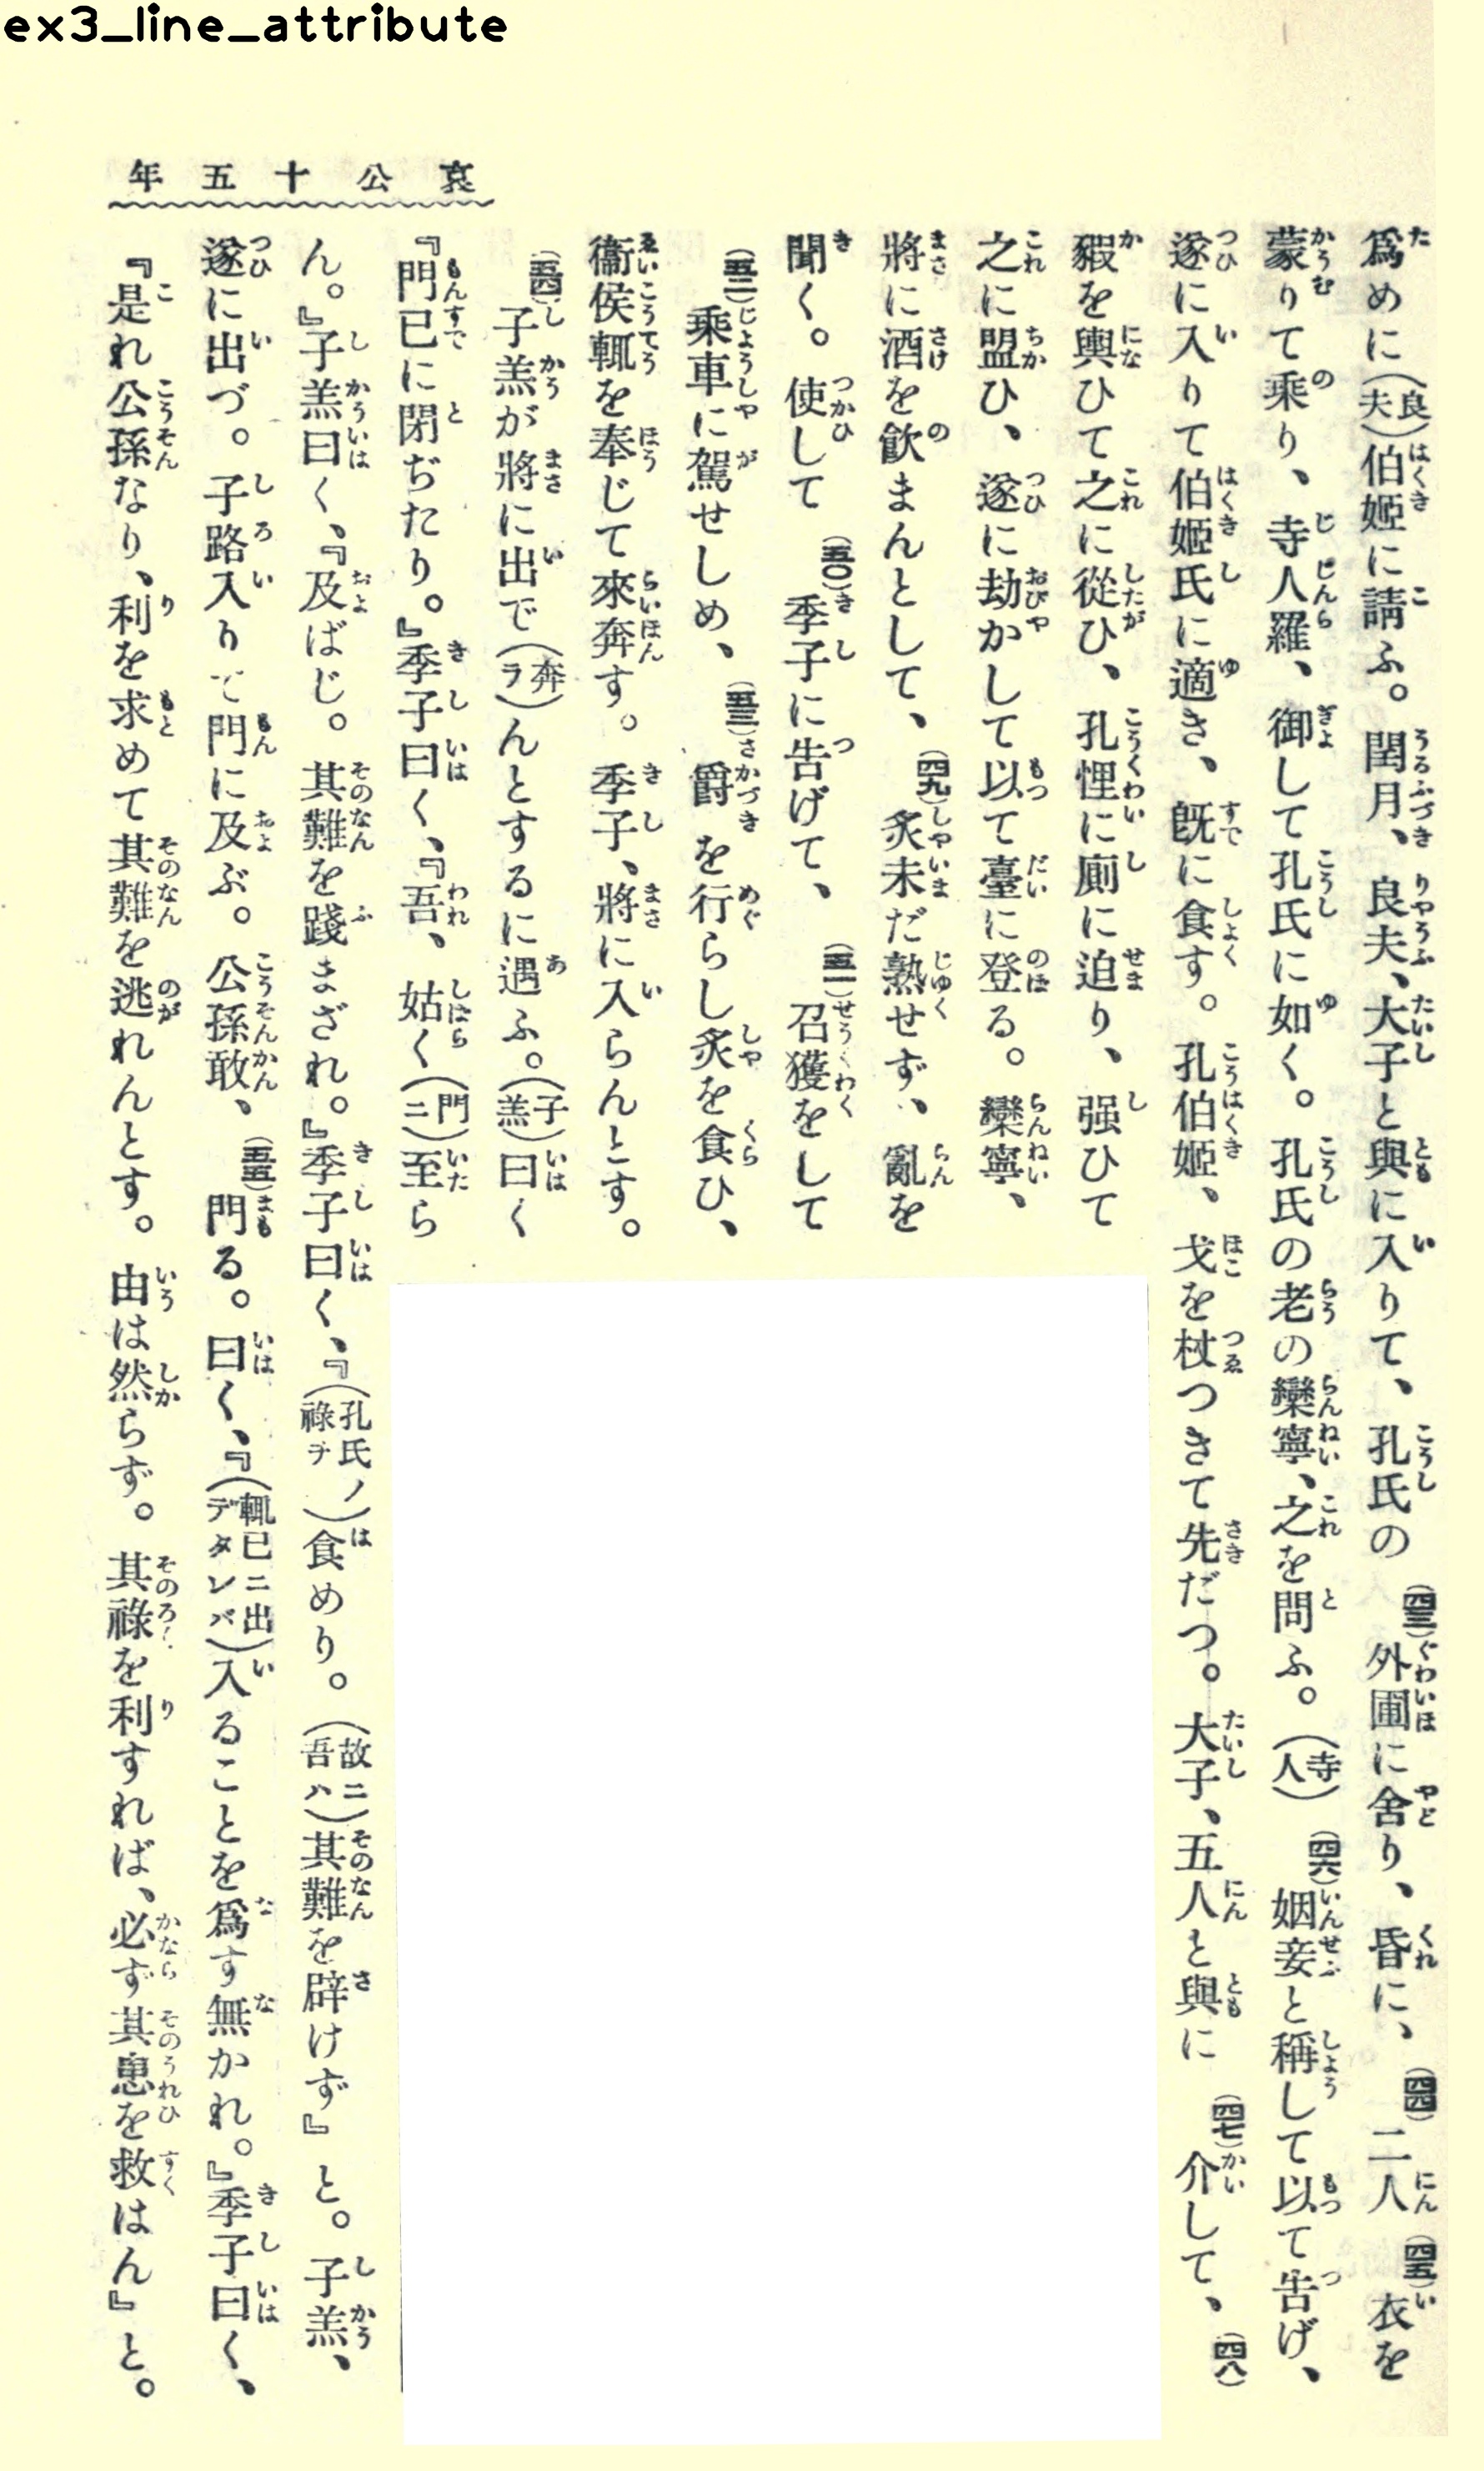 ex3_line_attribute
哀公十五年
爲めに(良夫)伯姬に請ふ。閏月、良夫、大子と與に入りて、孔氏の(四三)外圃に舍り、昏に、(四四)二人(四五)衣を
蒙りて乘り、寺人羅、御して孔氏に如く。孔氏の老の欒寧、之を問ふ。(寺人)(四六)姻妾と稱して以て吿げ、
遂に入りて伯姬氏に適き、旣に食す。孔伯姬、戈を杖つきて先だつ。大子、五人と與に(四七)介して、(四八)
豭を輿ひて之に從ひ、孔悝に廁に迫り、强ひて
之に盟ひ、遂に劫かして以て臺に登る。欒寧、
將に酒を飮まんとして、(四九)炙未だ熟せず、亂を
聞く。使して(五〇)季子に吿げて、(五一)召獲をして
(五二)乘車に駕せしめ、(五三)爵を行らし炙を食ひ、
衞侯輒を奉じて來奔す。季子、將に入らんとす。
(五四)子羔が將に出で(奔ラ)んとするに遇ふ。(子羔)曰く
『門已に閉ぢたり。』季子曰く、『吾、姑く(門ニ)至ら
ん。』子羔曰く、『及ばじ。其難を踐まざれ。』季子曰く、『(孔氏ノ祿ヲ)食めり。(故ニ吾ハ)其難を辟けず』と。子羔、
遂に出づ。子路入りて門に及ぶ。公孫敢、(五五)門る。曰く、『(輒已ニ出デタレバ)入ることを爲す無かれ。』季子曰く、
『是れ公孫なり、利を求めて其難を逃れんとす。由は然らず。其祿を利すれば、必ず其患を救はん』と。